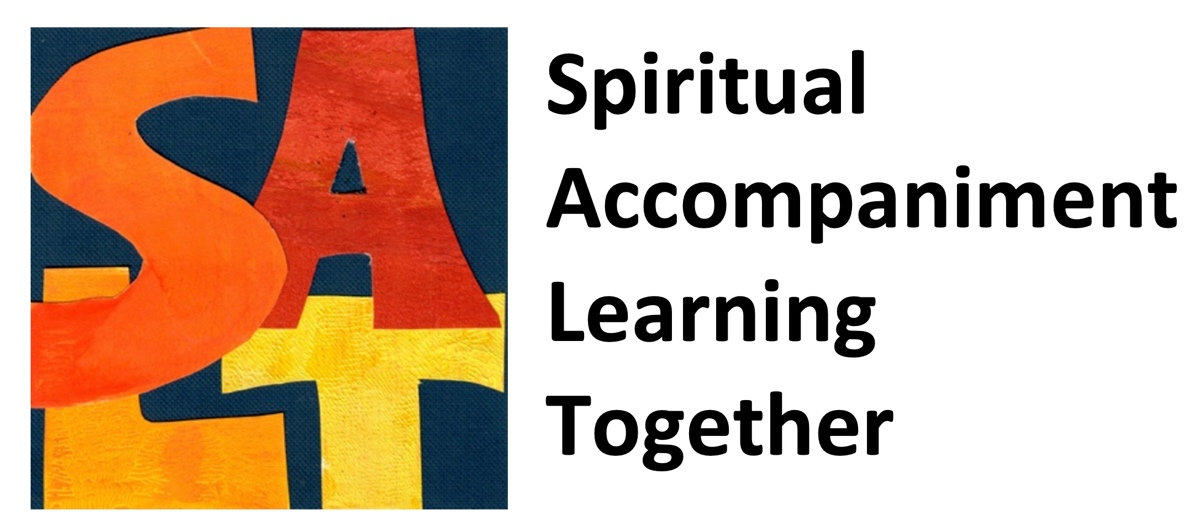 SA
LT
Spiritual
Accompaniment
Learning
Together